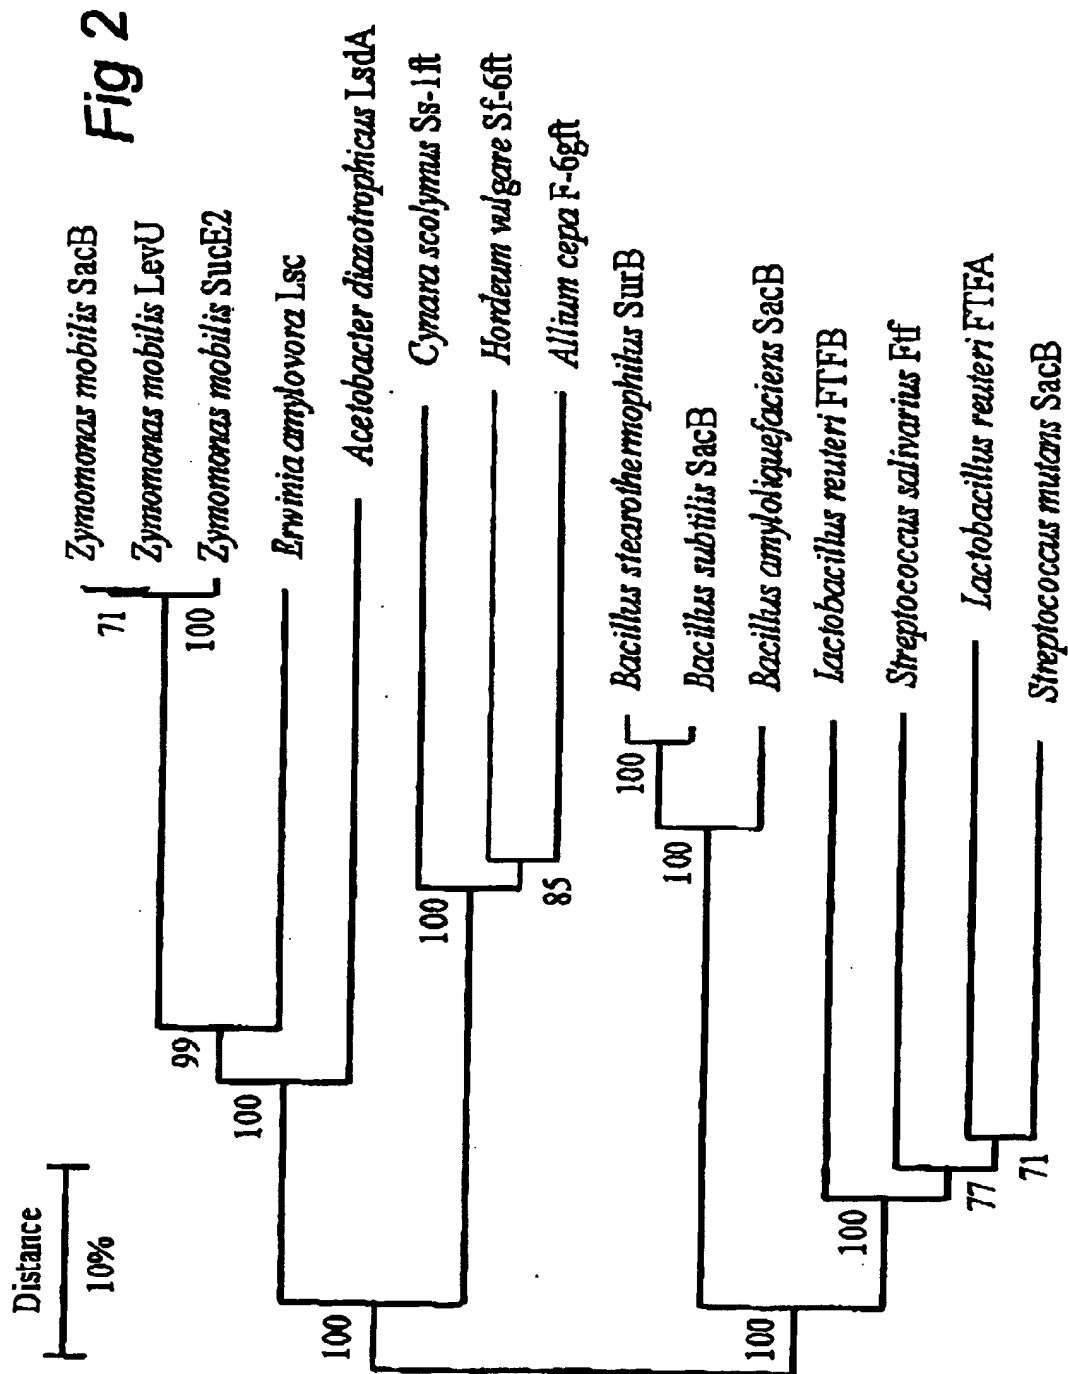 Fig 2
Distance
10%
Zymomonas mobilis SacB
Zymomonas mobilis LevU
Zymomonas mobilis SucE2
Erwinia amylovora Lsc
Acetobacter diazotrophicus LsdA
Cynara scolymus Ss-1ft
Hordeum vulgare Sf-6ft
Allium cepa F-6gft
Bacillus stearothermophilus SurB
Bacillus subtilis SacB
Bacillus amyloliquefaciens SacB
Lactobacillus reuteri FTFB
Streptococcus salivarius Ftf
Lactobacillus reuteri FTFA
Streptococcus mutans SacB
71
100
99
100
100
85
100
100
100
100
77
71
100